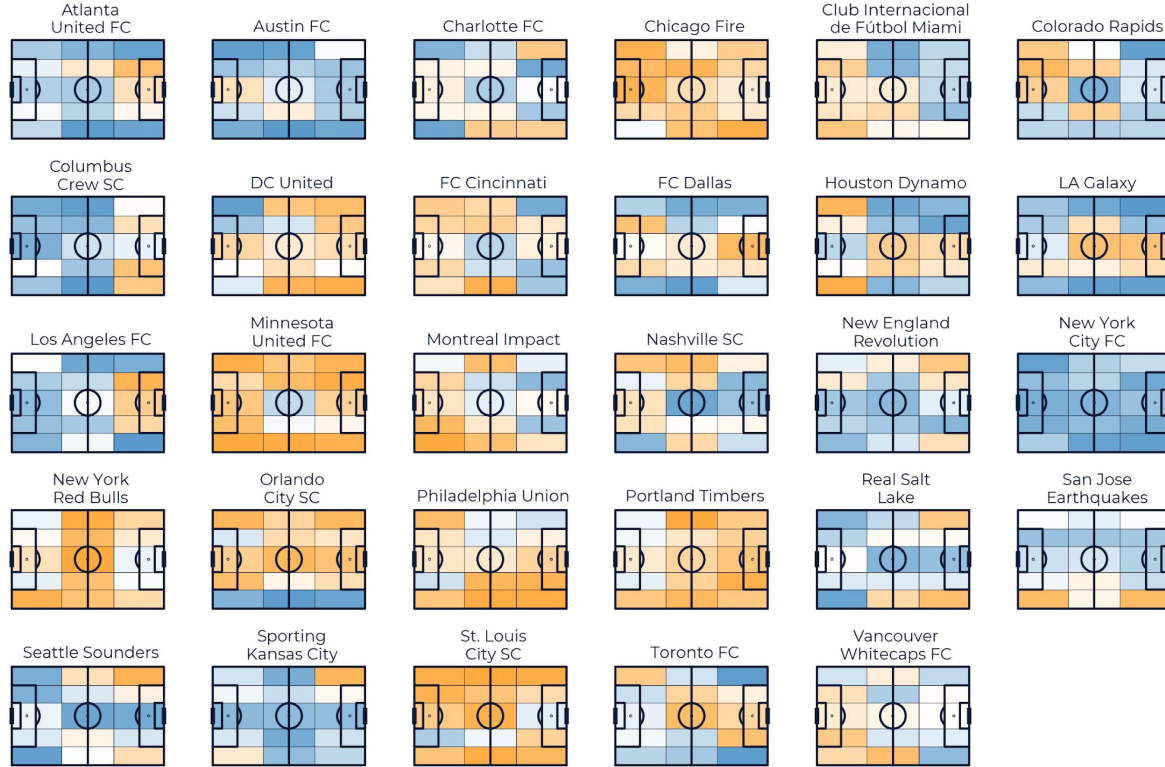 Atlanta
United FC
Austin FC
Charlotte FC
Chicago Fire
Club Internacional
de Fútbol Miami
Colorado Rapids
Columbus
Crew SC
DC United
FC Cincinnati
FC Dallas
Houston Dynamo
LA Galaxy
Los Angeles FC
Minnesota
United FC
Montreal Impact
Nashville SC
New England
Revolution
New York
City FC
New York
Red Bulls
Orlando
City SC
Philadelphia Union
Portland Timbers
Real Salt
Lake
San Jose
Earthquakes
Seattle Sounders
Sporting
Kansas City
St. Louis
City SC
Toronto FC
Vancouver
Whitecaps FC